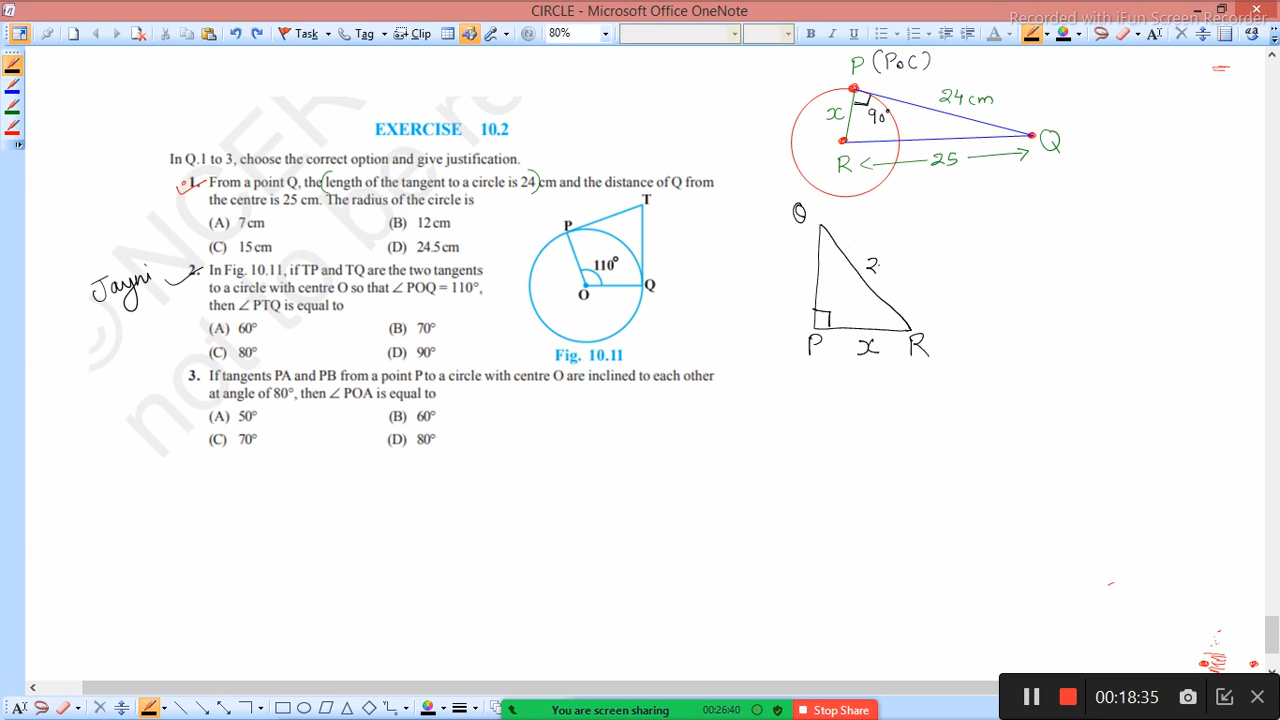 CIRCLE - Microsoft Office OneNote
Recorded with iFun Screen Recorder
Task
Tag
Clip
80%
B I U
P (PoC)
24 cm
x
90°
R
25
Q
EXERCISE 10.2
In Q.1 to 3, choose the correct option and give justification.
1. From a point Q, the length of the tangent to a circle is 24 cm and the distance of Q from
the centre is 25 cm. The radius of the circle is
(A) 7 cm (B) 12 cm
(C) 15 cm (D) 24.5 cm
Jayni
2. In Fig. 10.11, if TP and TQ are the two tangents
to a circle with centre O so that ∠ POQ = 110°,
then ∠ PTQ is equal to
(A) 60° (B) 70°
(C) 80° (D) 90°
T
P
110°
O
Q
Fig. 10.11
3. If tangents PA and PB from a point P to a circle with centre O are inclined to each other
at angle of 80°, then ∠ POA is equal to
(A) 50° (B) 60°
(C) 70° (D) 80°
Q
2
P x R
NCER
not to be re
You are screen sharing
00:26:40
Stop Share
00:18:35